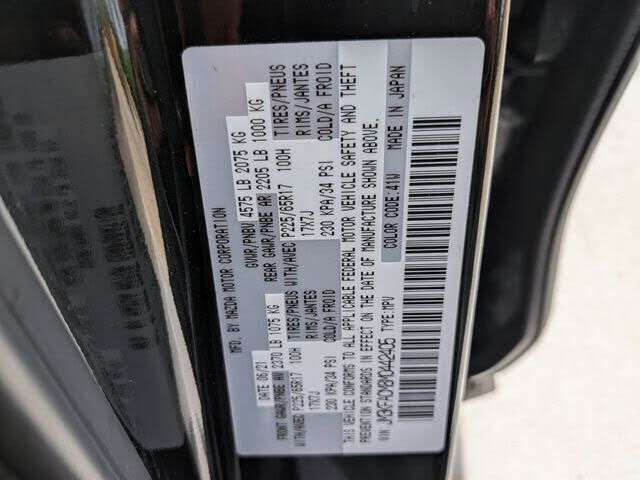 MFD. BY MAZDA MOTOR CORPORATION
DATE 06/21 GVWR/PNBV 4575 LB 2075 KG
FRONT GAWR/PNBE AV 2370 LB 1075 KG REAR GAWR/PNBE AR 2205 LB 1000 KG
WITH/AVEC P225/65R17 100H TIRES/PNEUS WITH/AVEC P225/65R17 100H TIRES/PNEUS
17X7J RIMS/JANTES 17X7J RIMS/JANTES
230 KPA/34 PSI COLD/A FROID 230 KPA/34 PSI COLD/A FROID
THIS VEHICLE CONFORMS TO ALL APPLICABLE FEDERAL MOTOR VEHICLE SAFETY AND THEFT
PREVENTION STANDARDS IN EFFECT ON THE DATE OF MANUFACTURE SHOWN ABOVE.
COLOR CODE:41W MADE IN JAPAN
VIN: TYPE:MPV